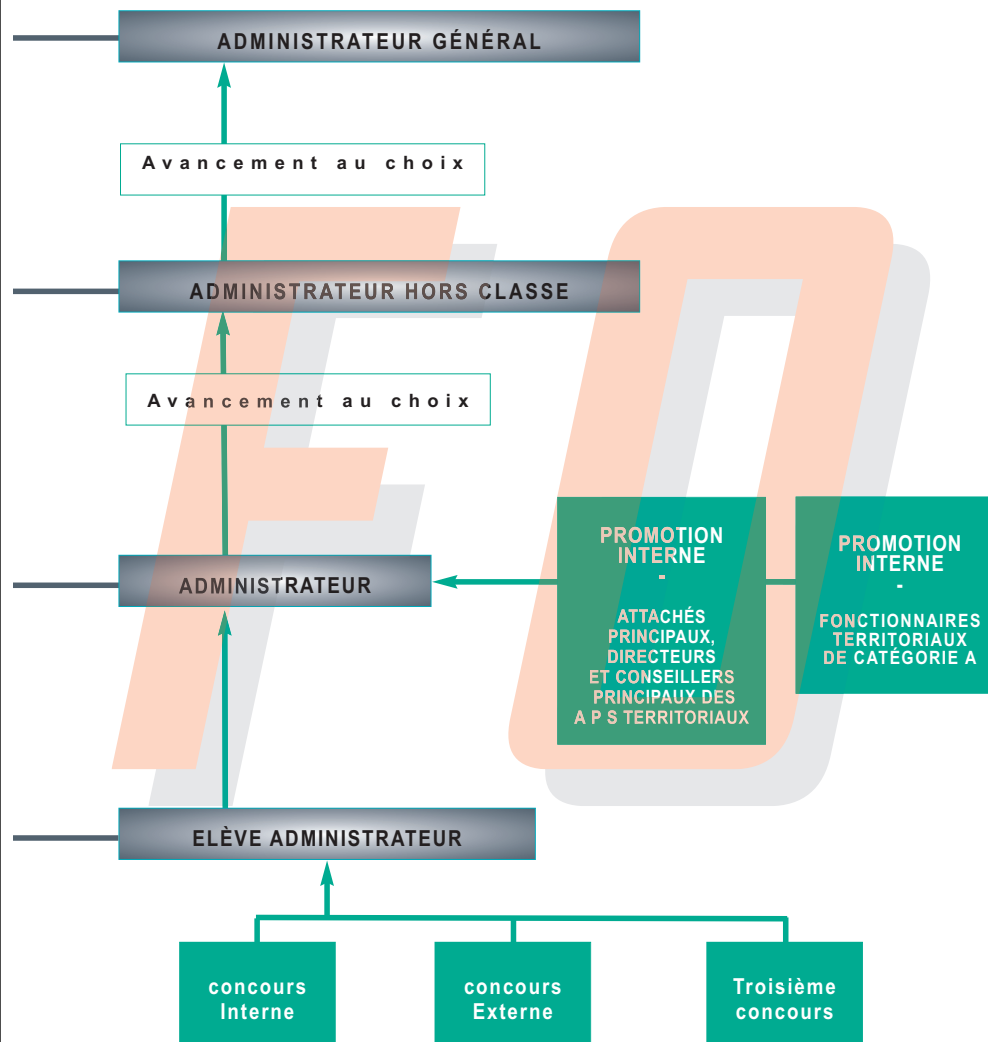 ADMINISTRATEUR GÉNÉRAL
Avancement au choix
ADMINISTRATEUR HORS CLASSE
Avancement au choix
ADMINISTRATEUR
PROMOTION
INTERNE
-
ATTACHÉS
PRINCIPAUX,
DIRECTEURS
ET CONSEILLERS
PRINCIPAUX DES
A P S TERRITORIAUX
PROMOTION
INTERNE
-
FONCTIONNAIRES
TERRITORIAUX
DE CATÉGORIE A
ELÈVE ADMINISTRATEUR
concours
Interne
concours
Externe
Troisième
concours
FO